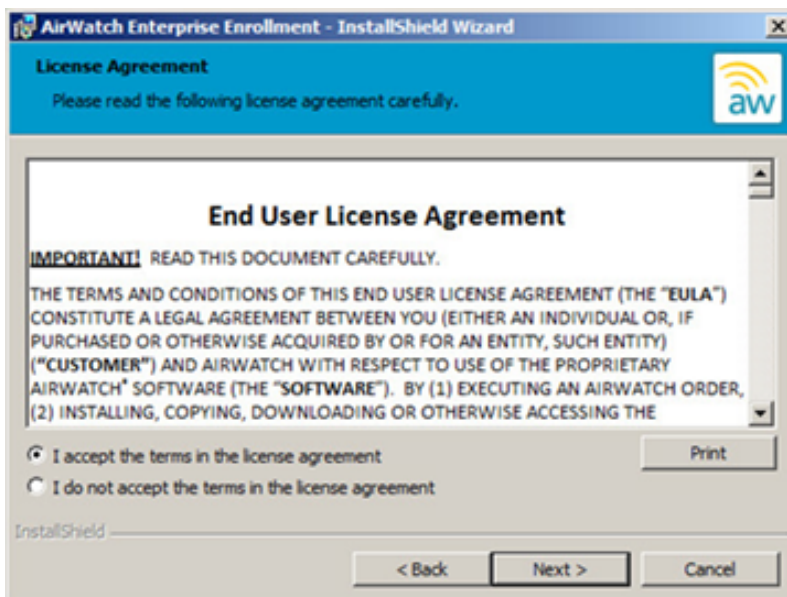 AirWatch Enterprise Enrollment - InstallShield Wizard
License Agreement
Please read the following license agreement carefully.
aw
End User License Agreement
IMPORTANT! READ THIS DOCUMENT CAREFULLY.
THE TERMS AND CONDITIONS OF THIS END USER LICENSE AGREEMENT (THE “EULA”)
CONSTITUTE A LEGAL AGREEMENT BETWEEN YOU (EITHER AN INDIVIDUAL OR, IF
PURCHASED OR OTHERWISE ACQUIRED BY OR FOR AN ENTITY, SUCH ENTITY)
(“CUSTOMER”) AND AIRWATCH WITH RESPECT TO USE OF THE PROPRIETARY
AIRWATCH® SOFTWARE (THE “SOFTWARE”). BY (1) EXECUTING AN AIRWATCH ORDER,
(2) INSTALLING, COPYING, DOWNLOADING OR OTHERWISE ACCESSING THE
I accept the terms in the license agreement
Print
I do not accept the terms in the license agreement
InstallShield
< Back Next > Cancel